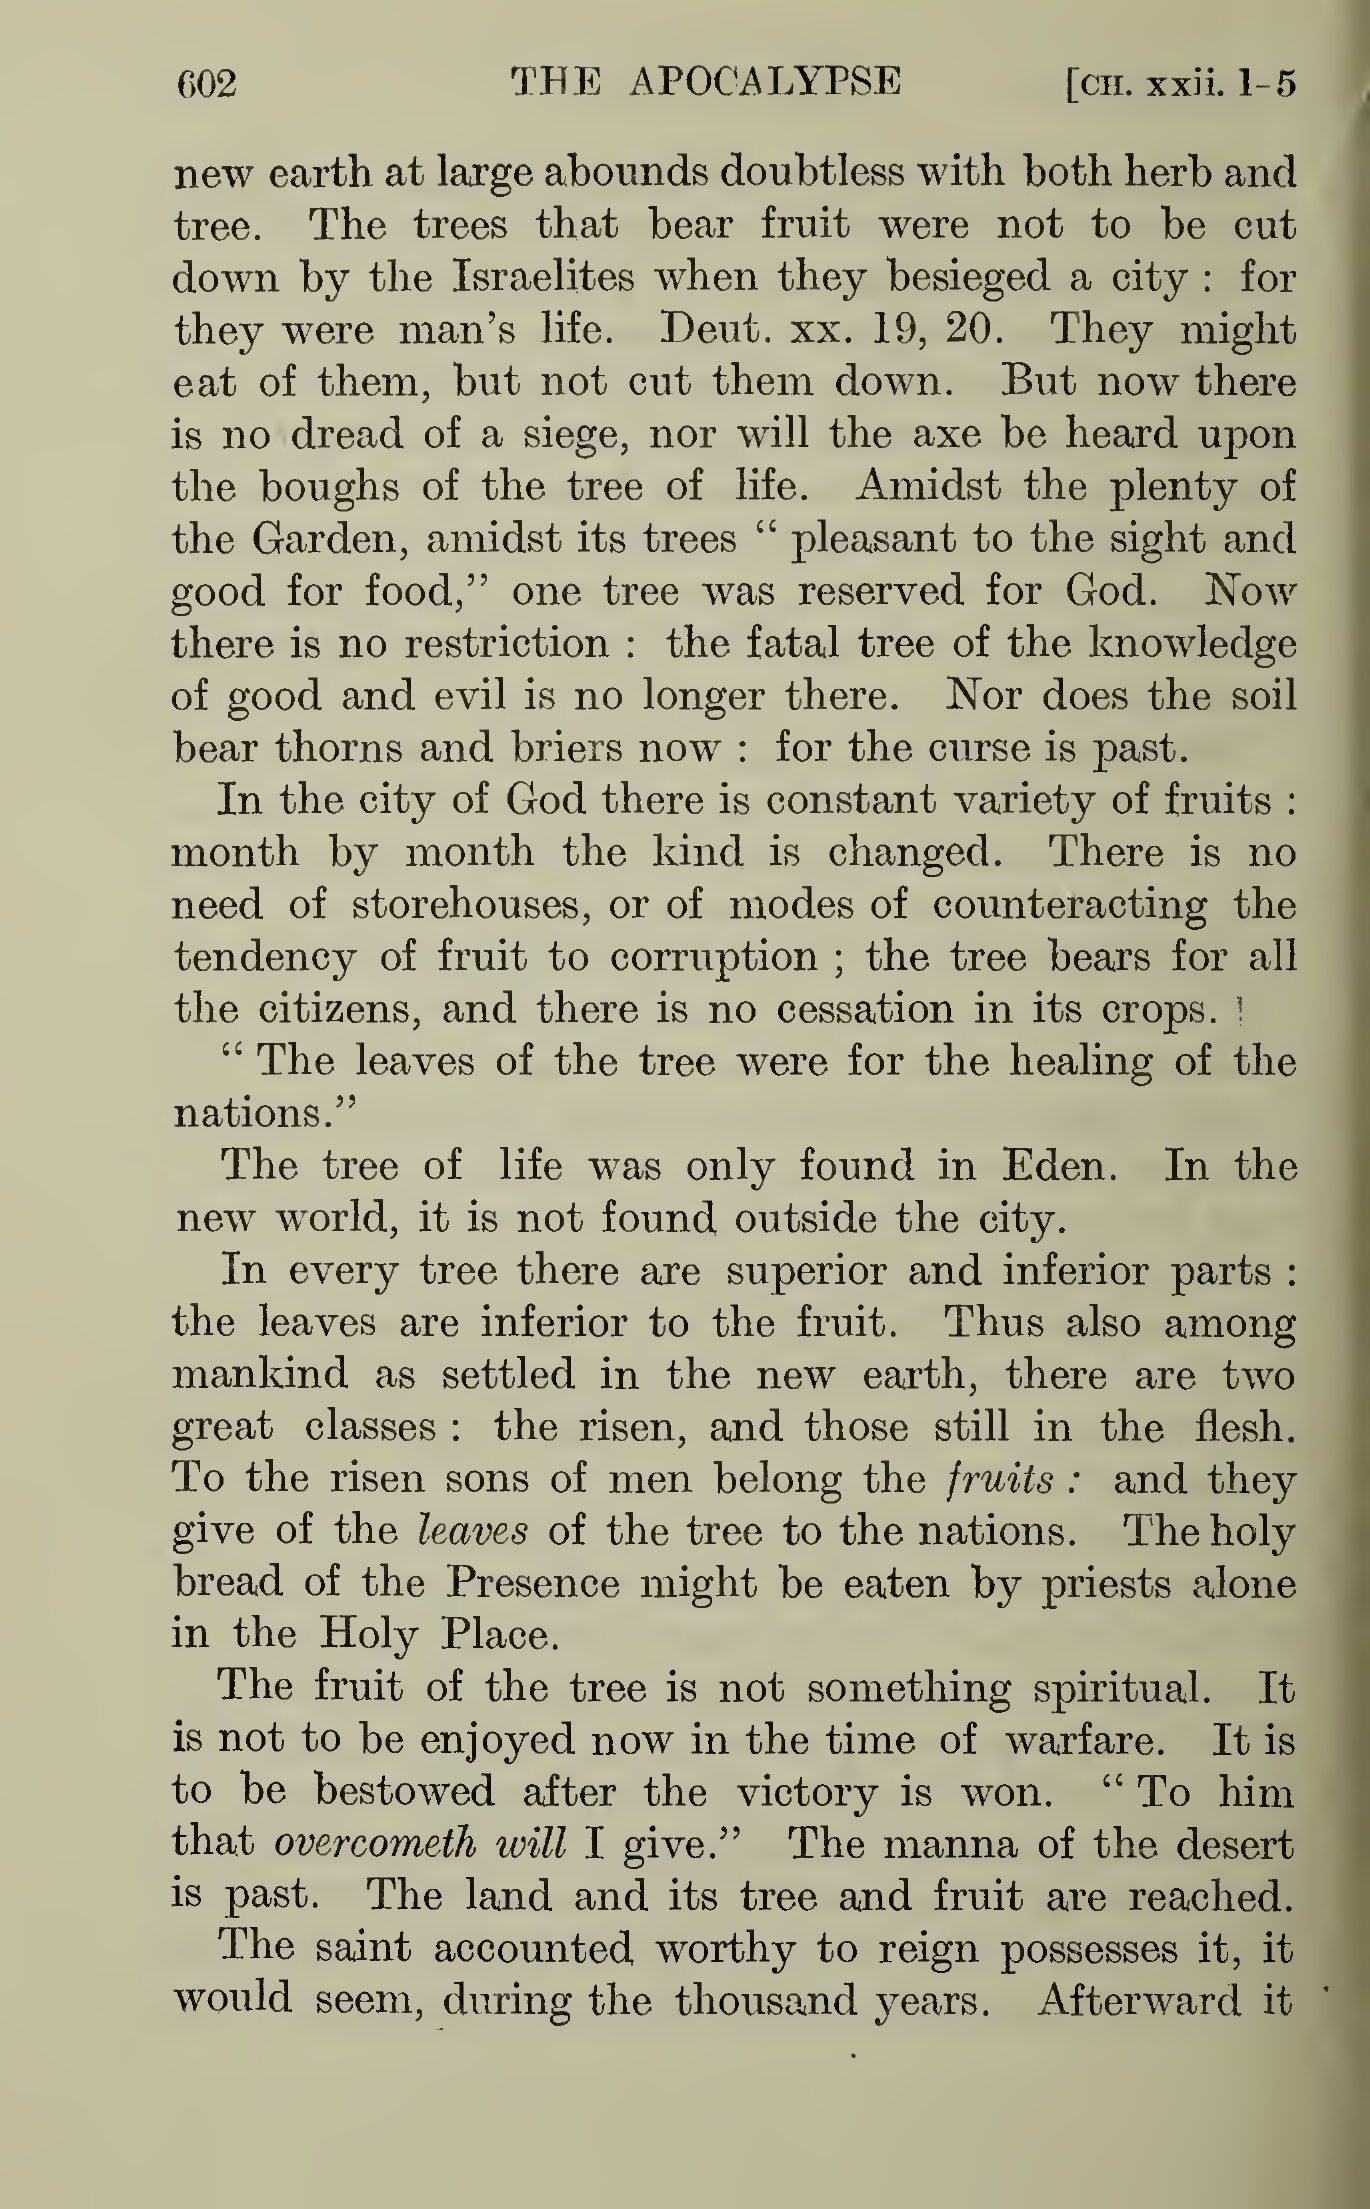 602 THE APOCALYPSE [CH. xxii. 1-5
new earth at large abounds doubtless with both herb and
tree. The trees that bear fruit were not to be cut
down by the Israelites when they besieged a city : for
they were man's life. Deut. xx. 19, 20. They might
eat of them, but not cut them down. But now there
is no dread of a siege, nor will the axe be heard upon
the boughs of the tree of life. Amidst the plenty of
the Garden, amidst its trees “ pleasant to the sight and
good for food,” one tree was reserved for God. Now
there is no restriction : the fatal tree of the knowledge
of good and evil is no longer there. Nor does the soil
bear thorns and briers now : for the curse is past.
In the city of God there is constant variety of fruits :
month by month the kind is changed. There is no
need of storehouses, or of modes of counteracting the
tendency of fruit to corruption ; the tree bears for all
the citizens, and there is no cessation in its crops.
“ The leaves of the tree were for the healing of the
nations.”
The tree of life was only found in Eden. In the
new world, it is not found outside the city.
In every tree there are superior and inferior parts :
the leaves are inferior to the fruit. Thus also among
mankind as settled in the new earth, there are two
great classes : the risen, and those still in the flesh.
To the risen sons of men belong the fruits : and they
give of the leaves of the tree to the nations. The holy
bread of the Presence might be eaten by priests alone
in the Holy Place.
The fruit of the tree is not something spiritual. It
is not to be enjoyed now in the time of warfare. It is
to be bestowed after the victory is won. “ To him
that overcometh will I give.” The manna of the desert
is past. The land and its tree and fruit are reached.
The saint accounted worthy to reign possesses it, it
would seem, during the thousand years. Afterward it